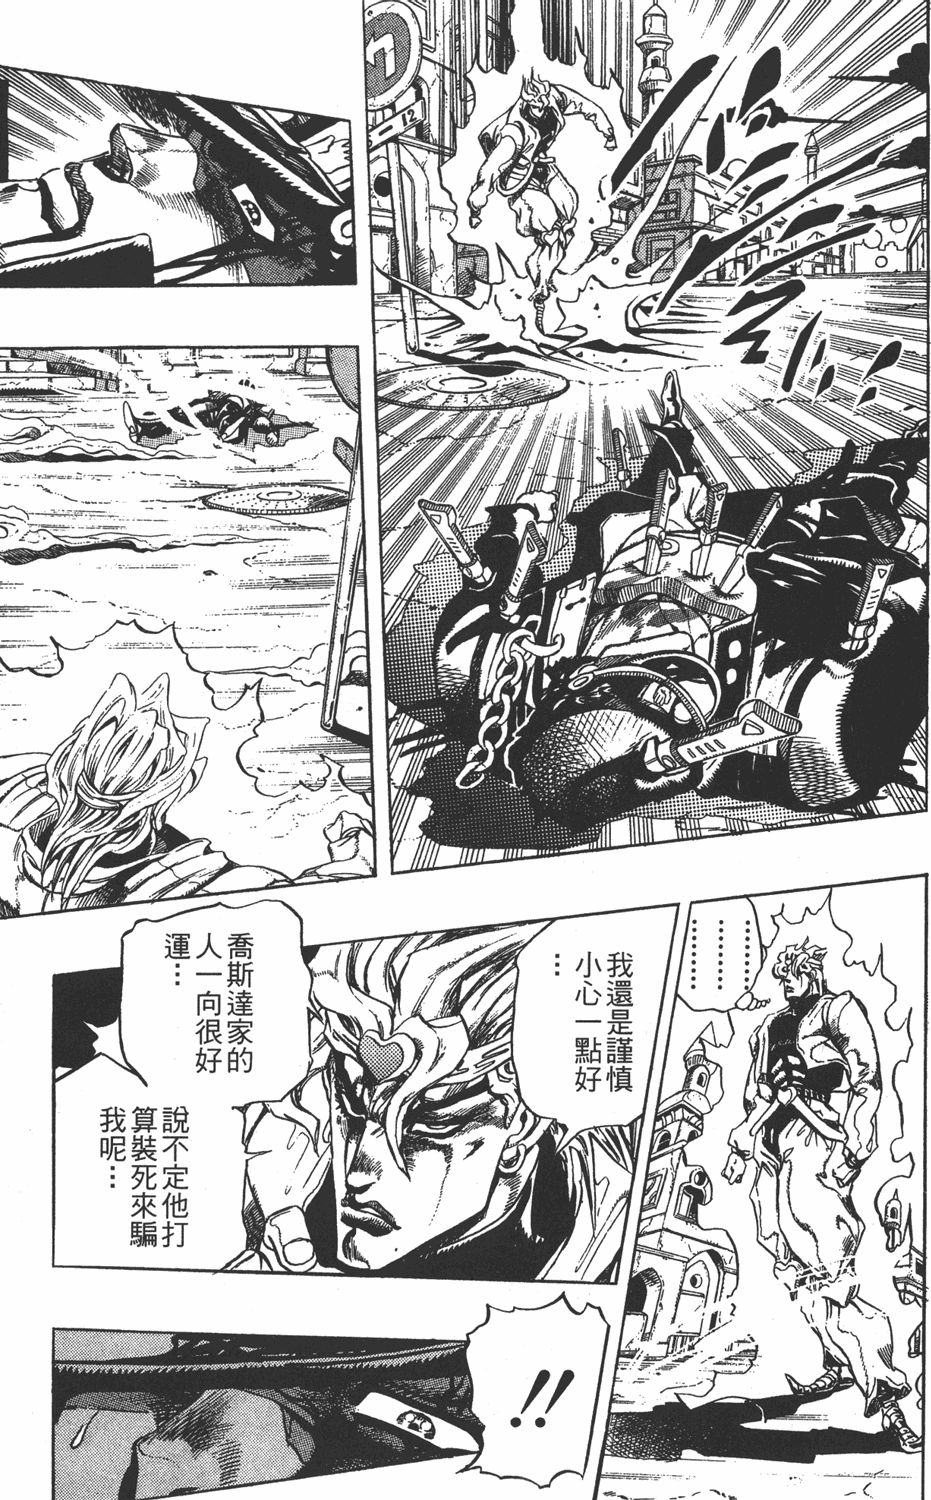 12
………
………
我還是謹慎
小心一點好
…
喬斯達家的
人一向很好
運…
說不定他打
算裝死來騙
我呢…
!!